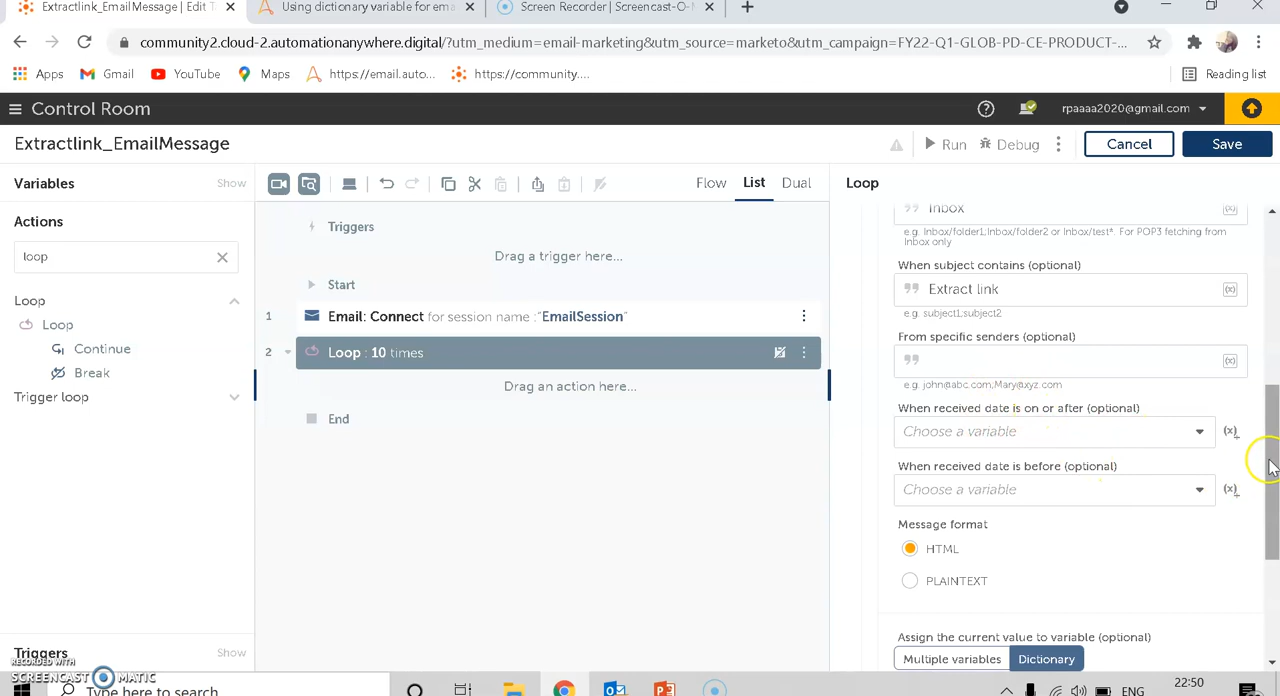 Extractlink_EmailMessage | Edit T
Using dictionary variable for ema
Screen Recorder | Screencast-O-M
community2.cloud-2.automationanywhere.digital/?utm_medium=email-marketing&utm_source=marketo&utm_campaign=FY22-Q1-GLOB-PD-CE-PRODUCT-...
Apps Gmail YouTube Maps https://email.auto... https://community.... Reading list
Control Room
rpaaaa2020@gmail.com
Extractlink_EmailMessage
Run Debug Cancel Save
Variables Show
Flow List Dual
Loop
Actions
loop
Loop
Loop
Continue
Break
Trigger loop
Triggers
Show
Triggers
Drag a trigger here...
Start
1 Email: Connect for session name :"EmailSession"
2 Loop : 10 times
Drag an action here...
End
Inbox
e.g. Inbox/folder1;Inbox/folder2 or Inbox/test*. For POP3 fetching from
Inbox only
When subject contains (optional)
Extract link
e.g. subject1;subject2
From specific senders (optional)
e.g. john@abc.com;Mary@xyz.com
When received date is on or after (optional)
Choose a variable
When received date is before (optional)
Choose a variable
Message format
HTML
PLAINTEXT
Assign the current value to variable (optional)
Multiple variables Dictionary
RECORDED WITH
SCREENCAST MATIC
Type here to search
ENG
22:50